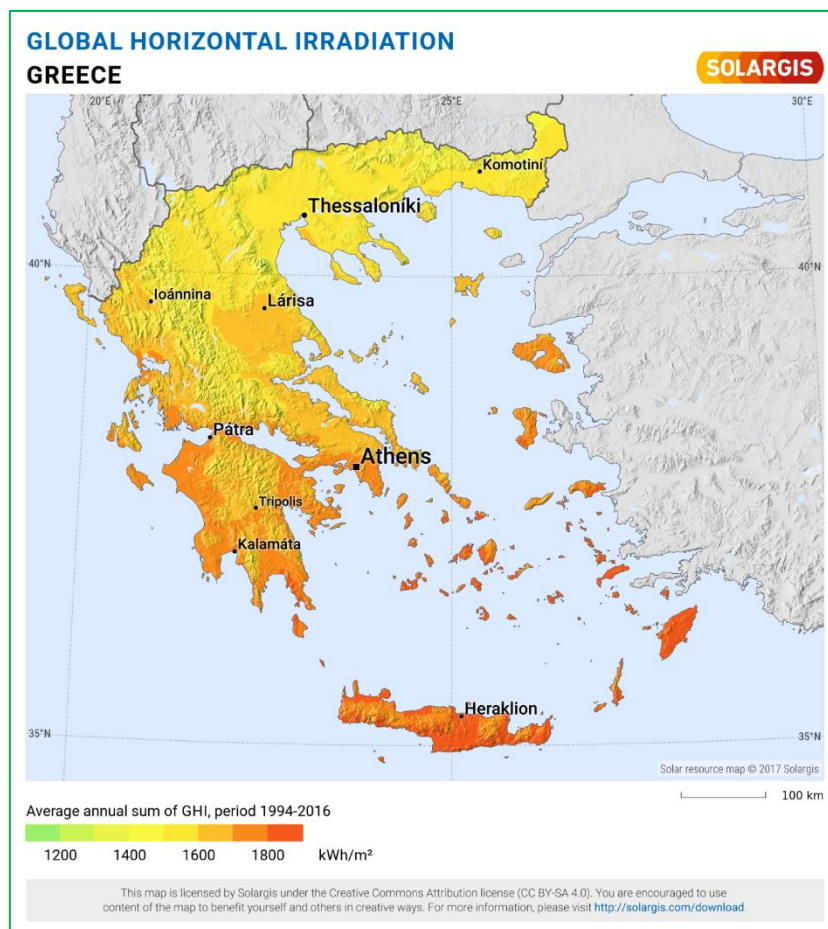 GLOBAL HORIZONTAL IRRADIATION
GREECE
SOLARGIS
20°E
25°E
30°E
Komotiní
Thessaloníki
40°N
40°N
Ioánnina
Lárisa
Pátra
Athens
Tripolis
Kalamáta
Heraklion
35°N
35°N
Solar resource map © 2017 Solargis
100 km
Average annual sum of GHI, period 1994-2016
1200 1400 1600 1800 kWh/m²
This map is licensed by Solargis under the Creative Commons Attribution license (CC BY-SA 4.0). You are encouraged to use
content of the map to benefit yourself and others in creative ways. For more information, please visit http://solargis.com/download.